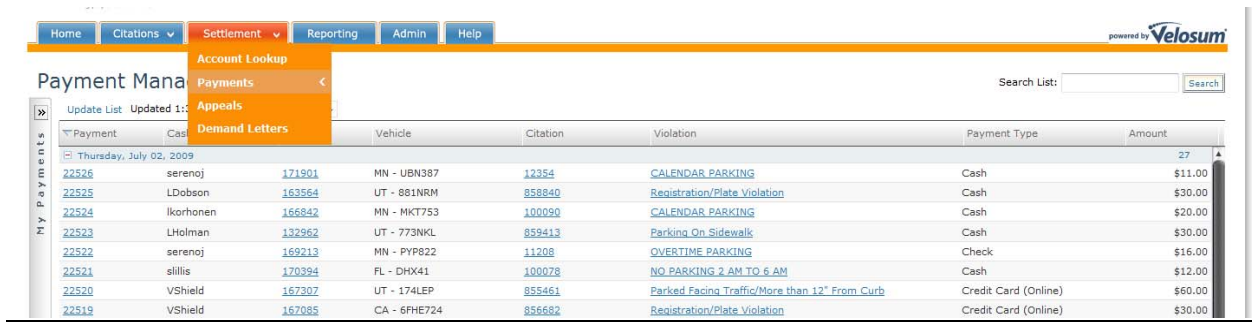 Home Citations Settlement Reporting Admin Help powered by Velosum
Account Lookup
Payment Mana Payments Search List: Search
Update List Updated 1:3 Appeals
Demand Letters
Payment Cas Vehicle Citation Violation Payment Type Amount
Thursday, July 02, 2009 27
22526 serenoj 171901 MN - UBN387 12354 CALENDAR PARKING Cash $11.00
22525 LDobson 163564 UT - 881NRM 858840 Registration/Plate Violation Cash $30.00
22524 lkorhonen 166842 MN - MKT753 100090 CALENDAR PARKING Cash $20.00
22523 LHolman 132962 UT - 773NKL 859413 Parking On Sidewalk Cash $30.00
22522 serenoj 169213 MN - PYP822 11208 OVERTIME PARKING Check $16.00
22521 slillis 170394 FL - DHX41 100078 NO PARKING 2 AM TO 6 AM Cash $12.00
22520 VShield 167307 UT - 174LEP 855461 Parked Facing Traffic/More than 12" From Curb Credit Card (Online) $60.00
22519 VShield 167085 CA - 6FHE724 856682 Registration/Plate Violation Credit Card (Online) $30.00
My Payments